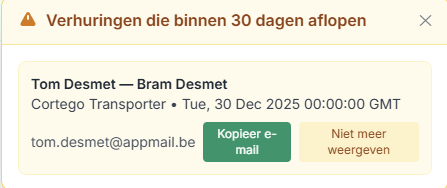 Verhuringen die binnen 30 dagen aflopen
Tom Desmet — Bram Desmet
Cortego Transporter • Tue, 30 Dec 2025 00:00:00 GMT
tom.desmet@appmail.be
Kopieer e-
mail
Niet meer
weergeven